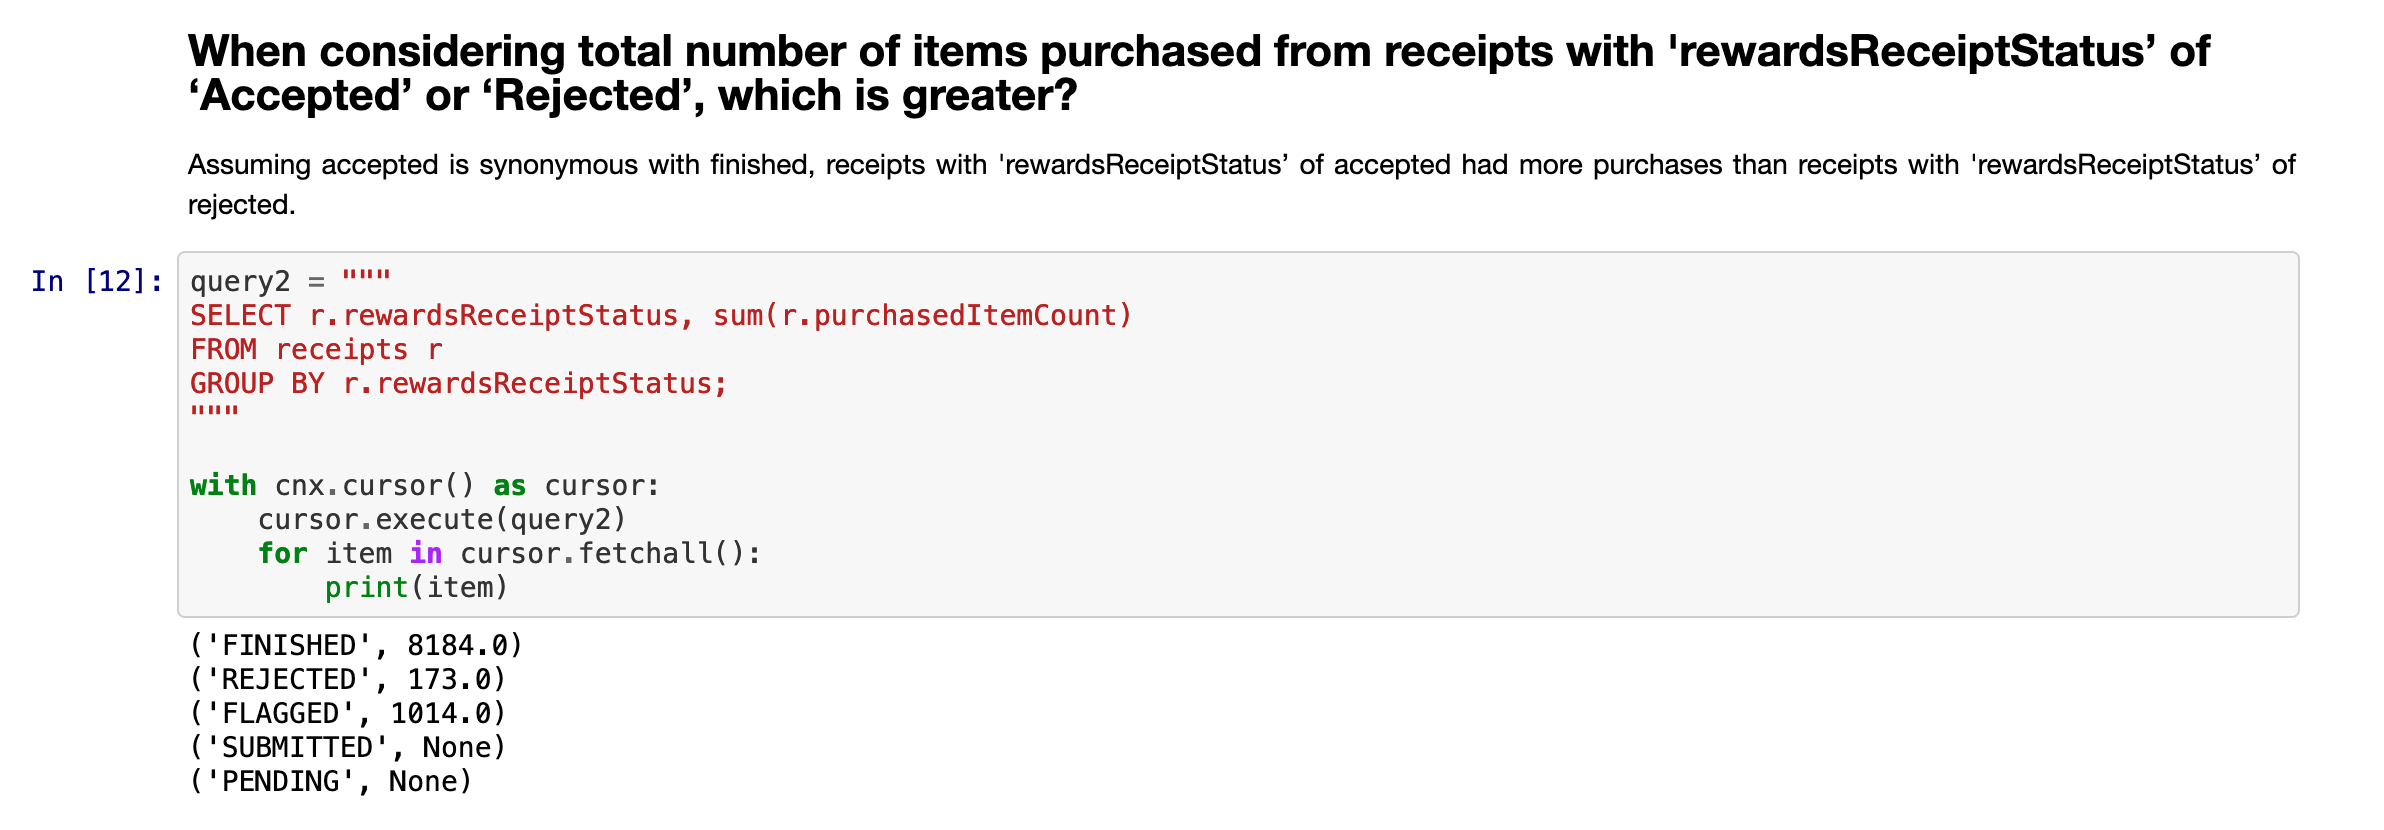 When considering total number of items purchased from receipts with 'rewardsReceiptStatus’ of
‘Accepted’ or ‘Rejected’, which is greater?
Assuming accepted is synonymous with finished, receipts with 'rewardsReceiptStatus’ of accepted had more purchases than receipts with 'rewardsReceiptStatus’ of
rejected.
In [12]: query2 = """
SELECT r.rewardsReceiptStatus, sum(r.purchasedItemCount)
FROM receipts r
GROUP BY r.rewardsReceiptStatus;
"""
with cnx.cursor() as cursor:
    cursor.execute(query2)
    for item in cursor.fetchall():
        print(item)
('FINISHED', 8184.0)
('REJECTED', 173.0)
('FLAGGED', 1014.0)
('SUBMITTED', None)
('PENDING', None)